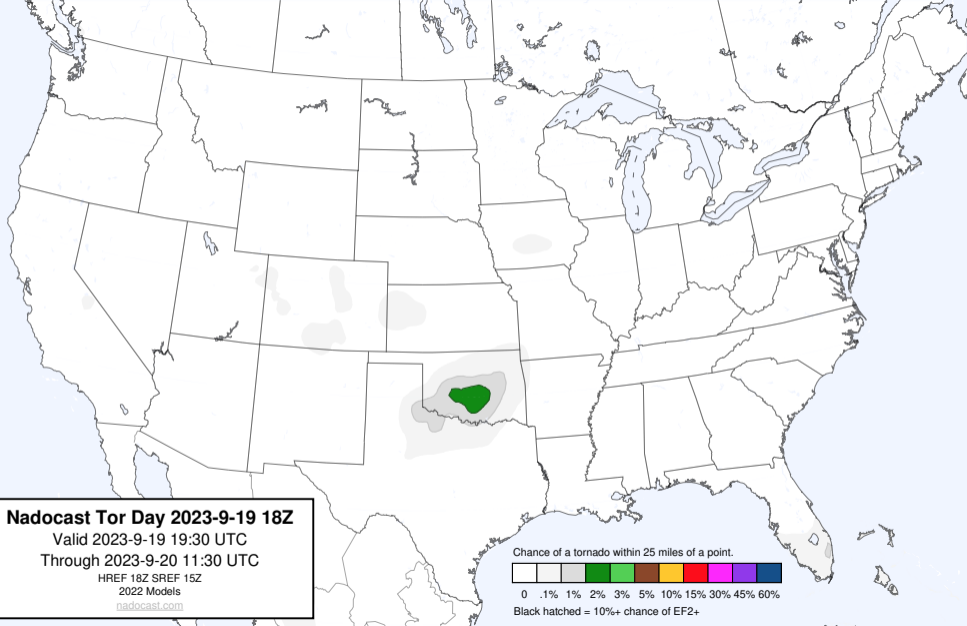 Nadocast Tor Day 2023-9-19 18Z
Valid 2023-9-19 19:30 UTC
Through 2023-9-20 11:30 UTC
HREF 18Z SREF 15Z
2022 Models
nadocast.com
Chance of a tornado within 25 miles of a point.
0 .1% 1% 2% 3% 5% 10% 15% 30% 45% 60%
Black hatched = 10%+ chance of EF2+